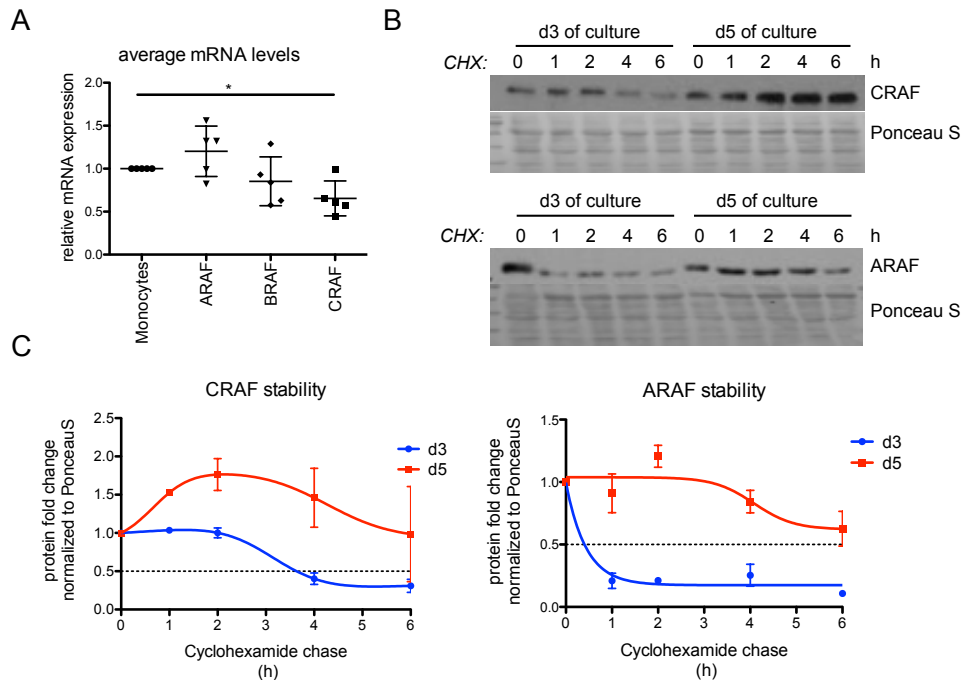 A
average mRNA levels
*
relative mRNA expression
2.0
1.5
1.0
0.5
0.0
Monocytes
ARAF
BRAF
CRAF
B
d3 of culture d5 of culture
CHX: 0 1 2 4 6 0 1 2 4 6 h
CRAF
Ponceau S
d3 of culture d5 of culture
CHX: 0 1 2 4 6 0 1 2 4 6 h
ARAF
Ponceau S
C
CRAF stability
protein fold change
normalized to PonceauS
2.5
2.0
1.5
1.0
0.5
0.0
0 1 2 3 4 5 6
Cyclohexamide chase
(h)
d3
d5
ARAF stability
protein fold change
normalized to PonceauS
1.5
1.0
0.5
0.0
0 1 2 3 4 5 6
Cyclohexamide chase
(h)
d3
d5